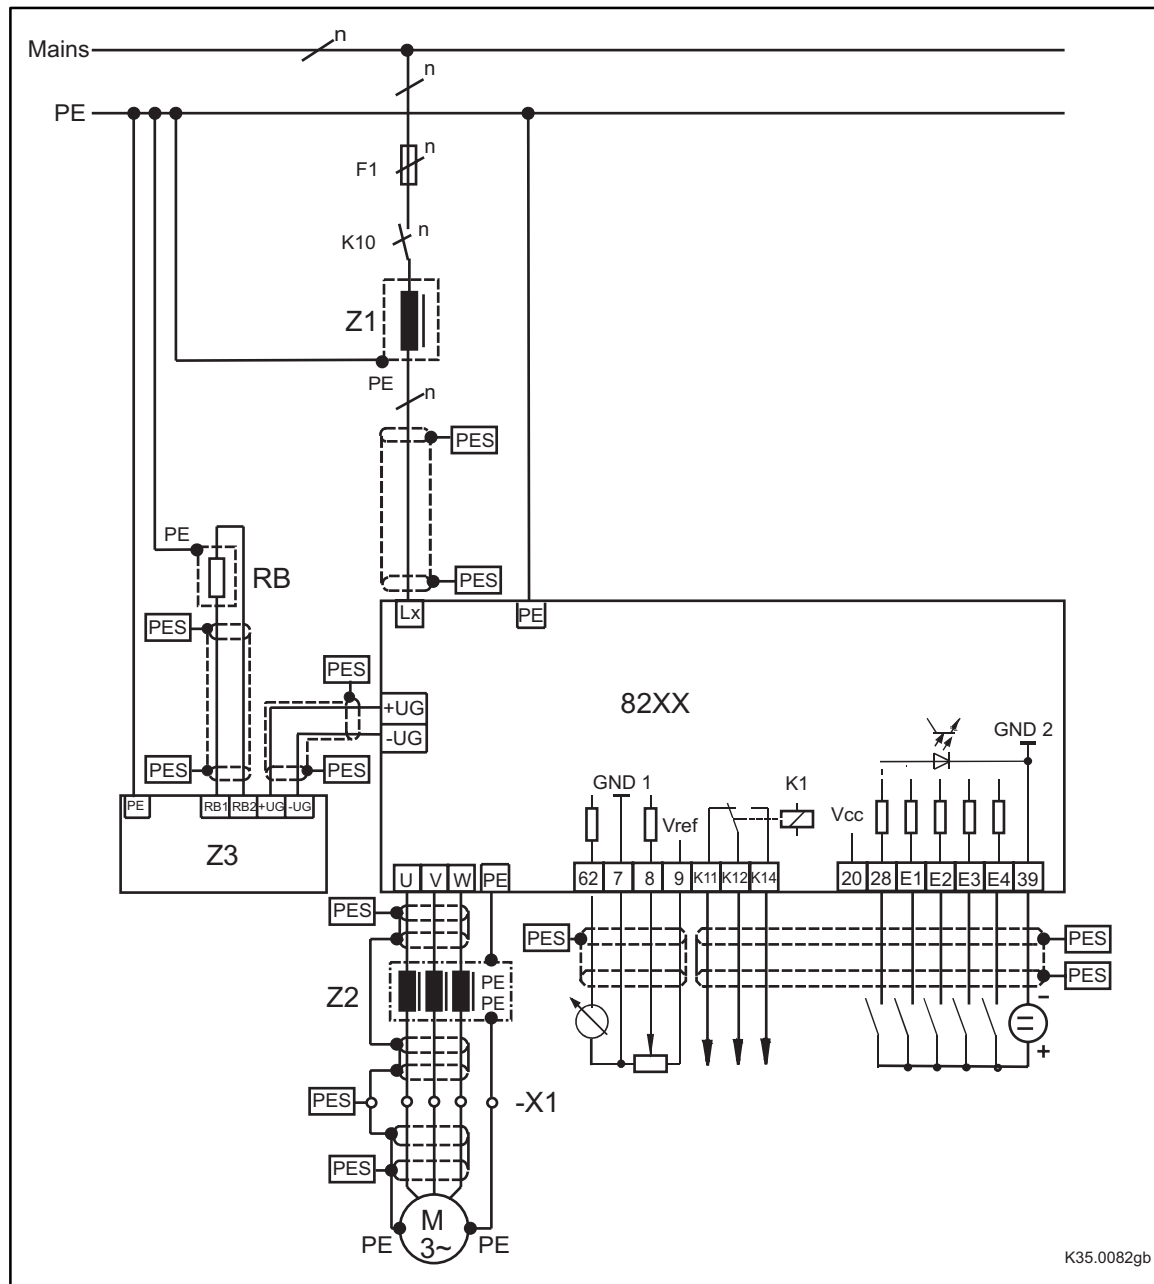 Mains
n
n
PE
F1
n
K10
n
Z1
PE
n
PES
PES
PE
RB
PES
PES
PES
PES
Lx
PE
+UG
-UG
82XX
PE
RB1
RB2
+UG
-UG
Z3
GND 1
Vref
K1
Vcc
GND 2
U
V
W
PE
62
7
8
9
K11
K12
K14
20
28
E1
E2
E3
E4
39
PES
PES
PES
PES
Z2
PE
PE
-
=
+
PES
-X1
PES
M
3~
PE
PE
K35.0082gb